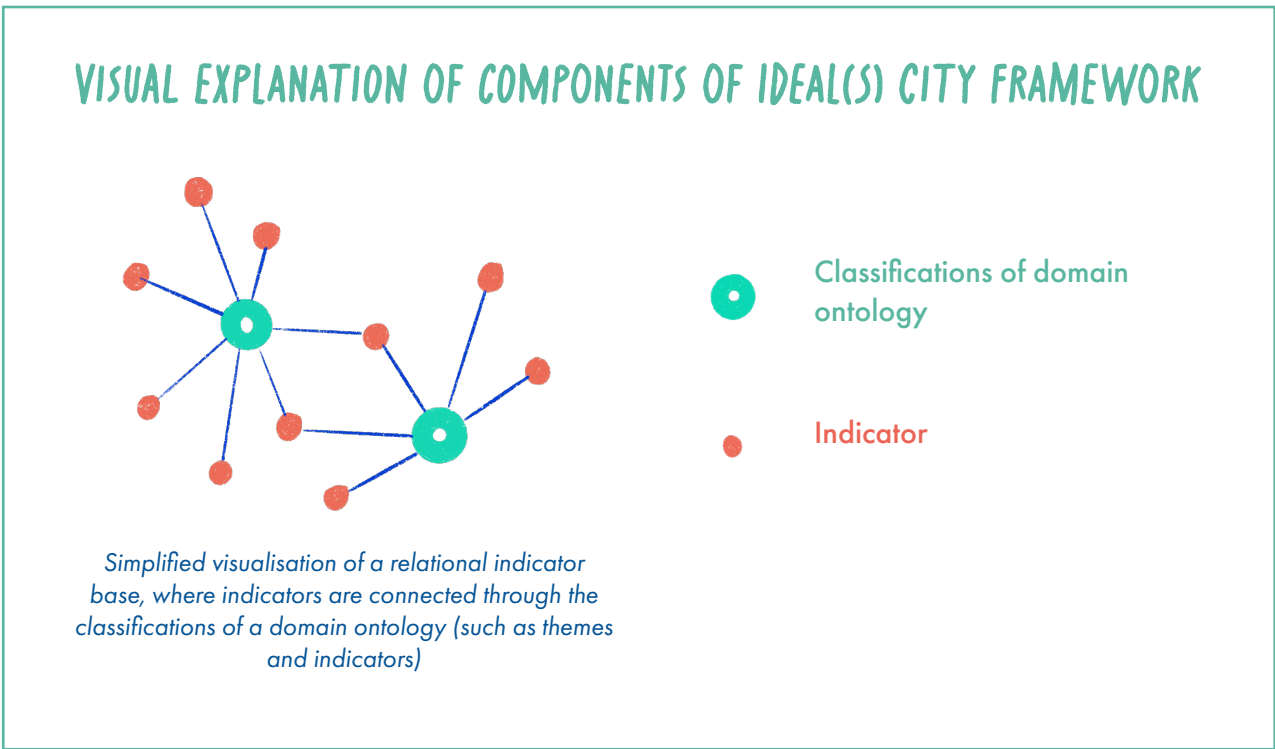 VISUAL EXPLANATION OF COMPONENTS OF IDEAL(S) CITY FRAMEWORK
Classifications of domain
ontology
Indicator
Simplified visualisation of a relational indicator
base, where indicators are connected through the
classifications of a domain ontology (such as themes
and indicators)